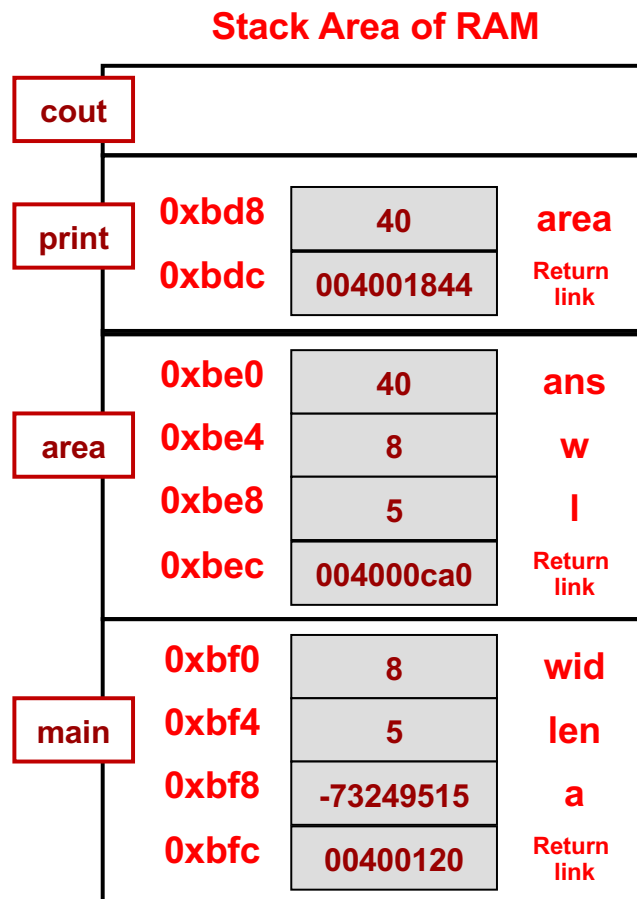 Stack Area of RAM
cout
print
0xbd8 40 area
0xbdc 004001844 Return
link
area
0xbe0 40 ans
0xbe4 8 w
0xbe8 5 l
0xbec 004000ca0 Return
link
main
0xbf0 8 wid
0xbf4 5 len
0xbf8 -73249515 a
0xbfc 00400120 Return
link